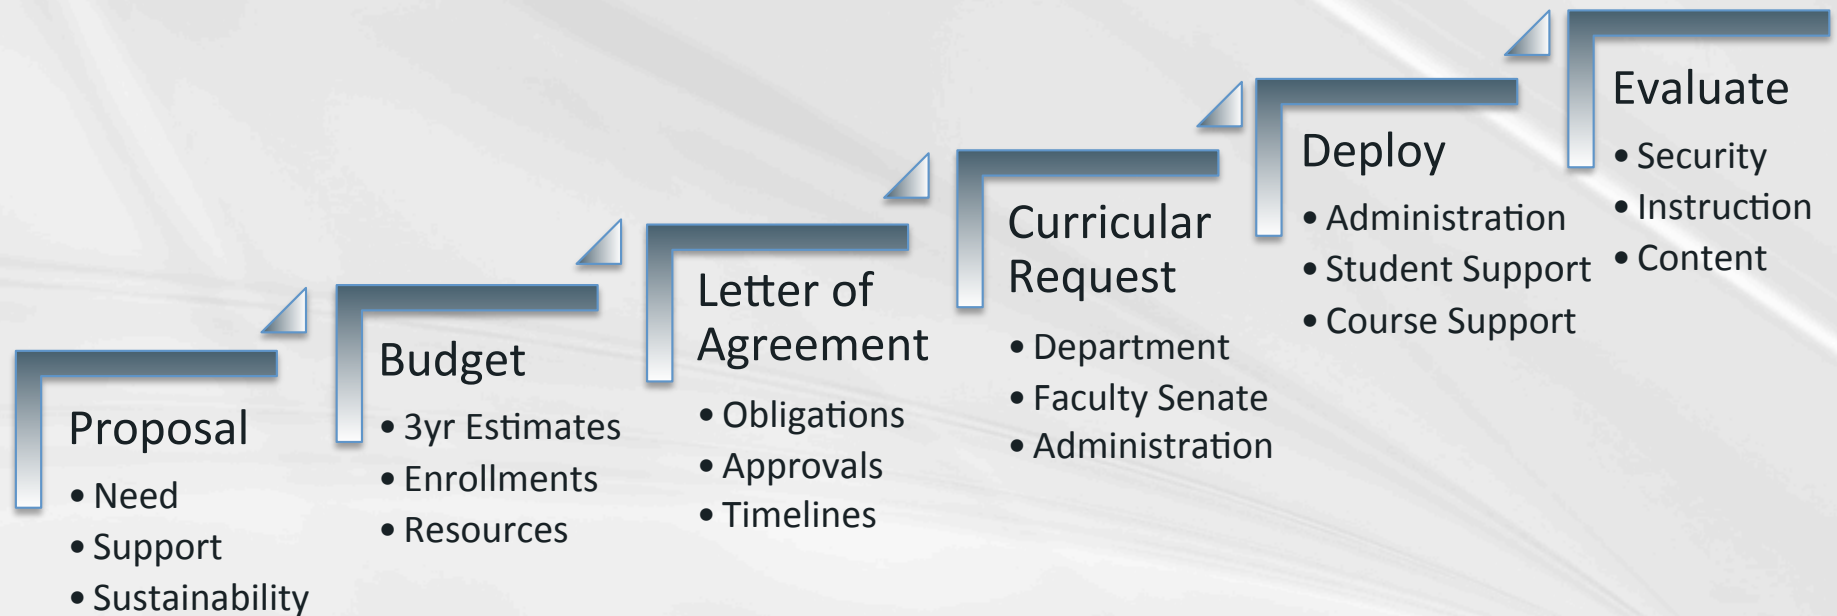 Proposal
• Need
• Support
• Sustainability
Budget
• 3yr Estimates
• Enrollments
• Resources
Letter of
Agreement
• Obligations
• Approvals
• Timelines
Curricular
Request
• Department
• Faculty Senate
• Administration
Deploy
• Administration
• Student Support
• Course Support
Evaluate
• Security
• Instruction
• Content